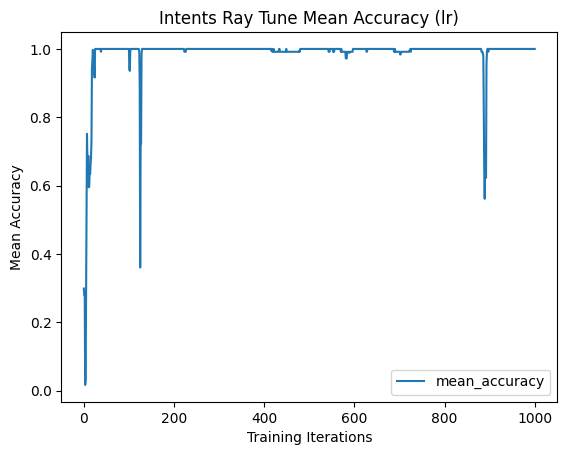 Intents Ray Tune Mean Accuracy (lr)
Mean Accuracy
1.0
0.8
0.6
0.4
0.2
0.0
mean_accuracy
0 200 400 600 800 1000
Training Iterations